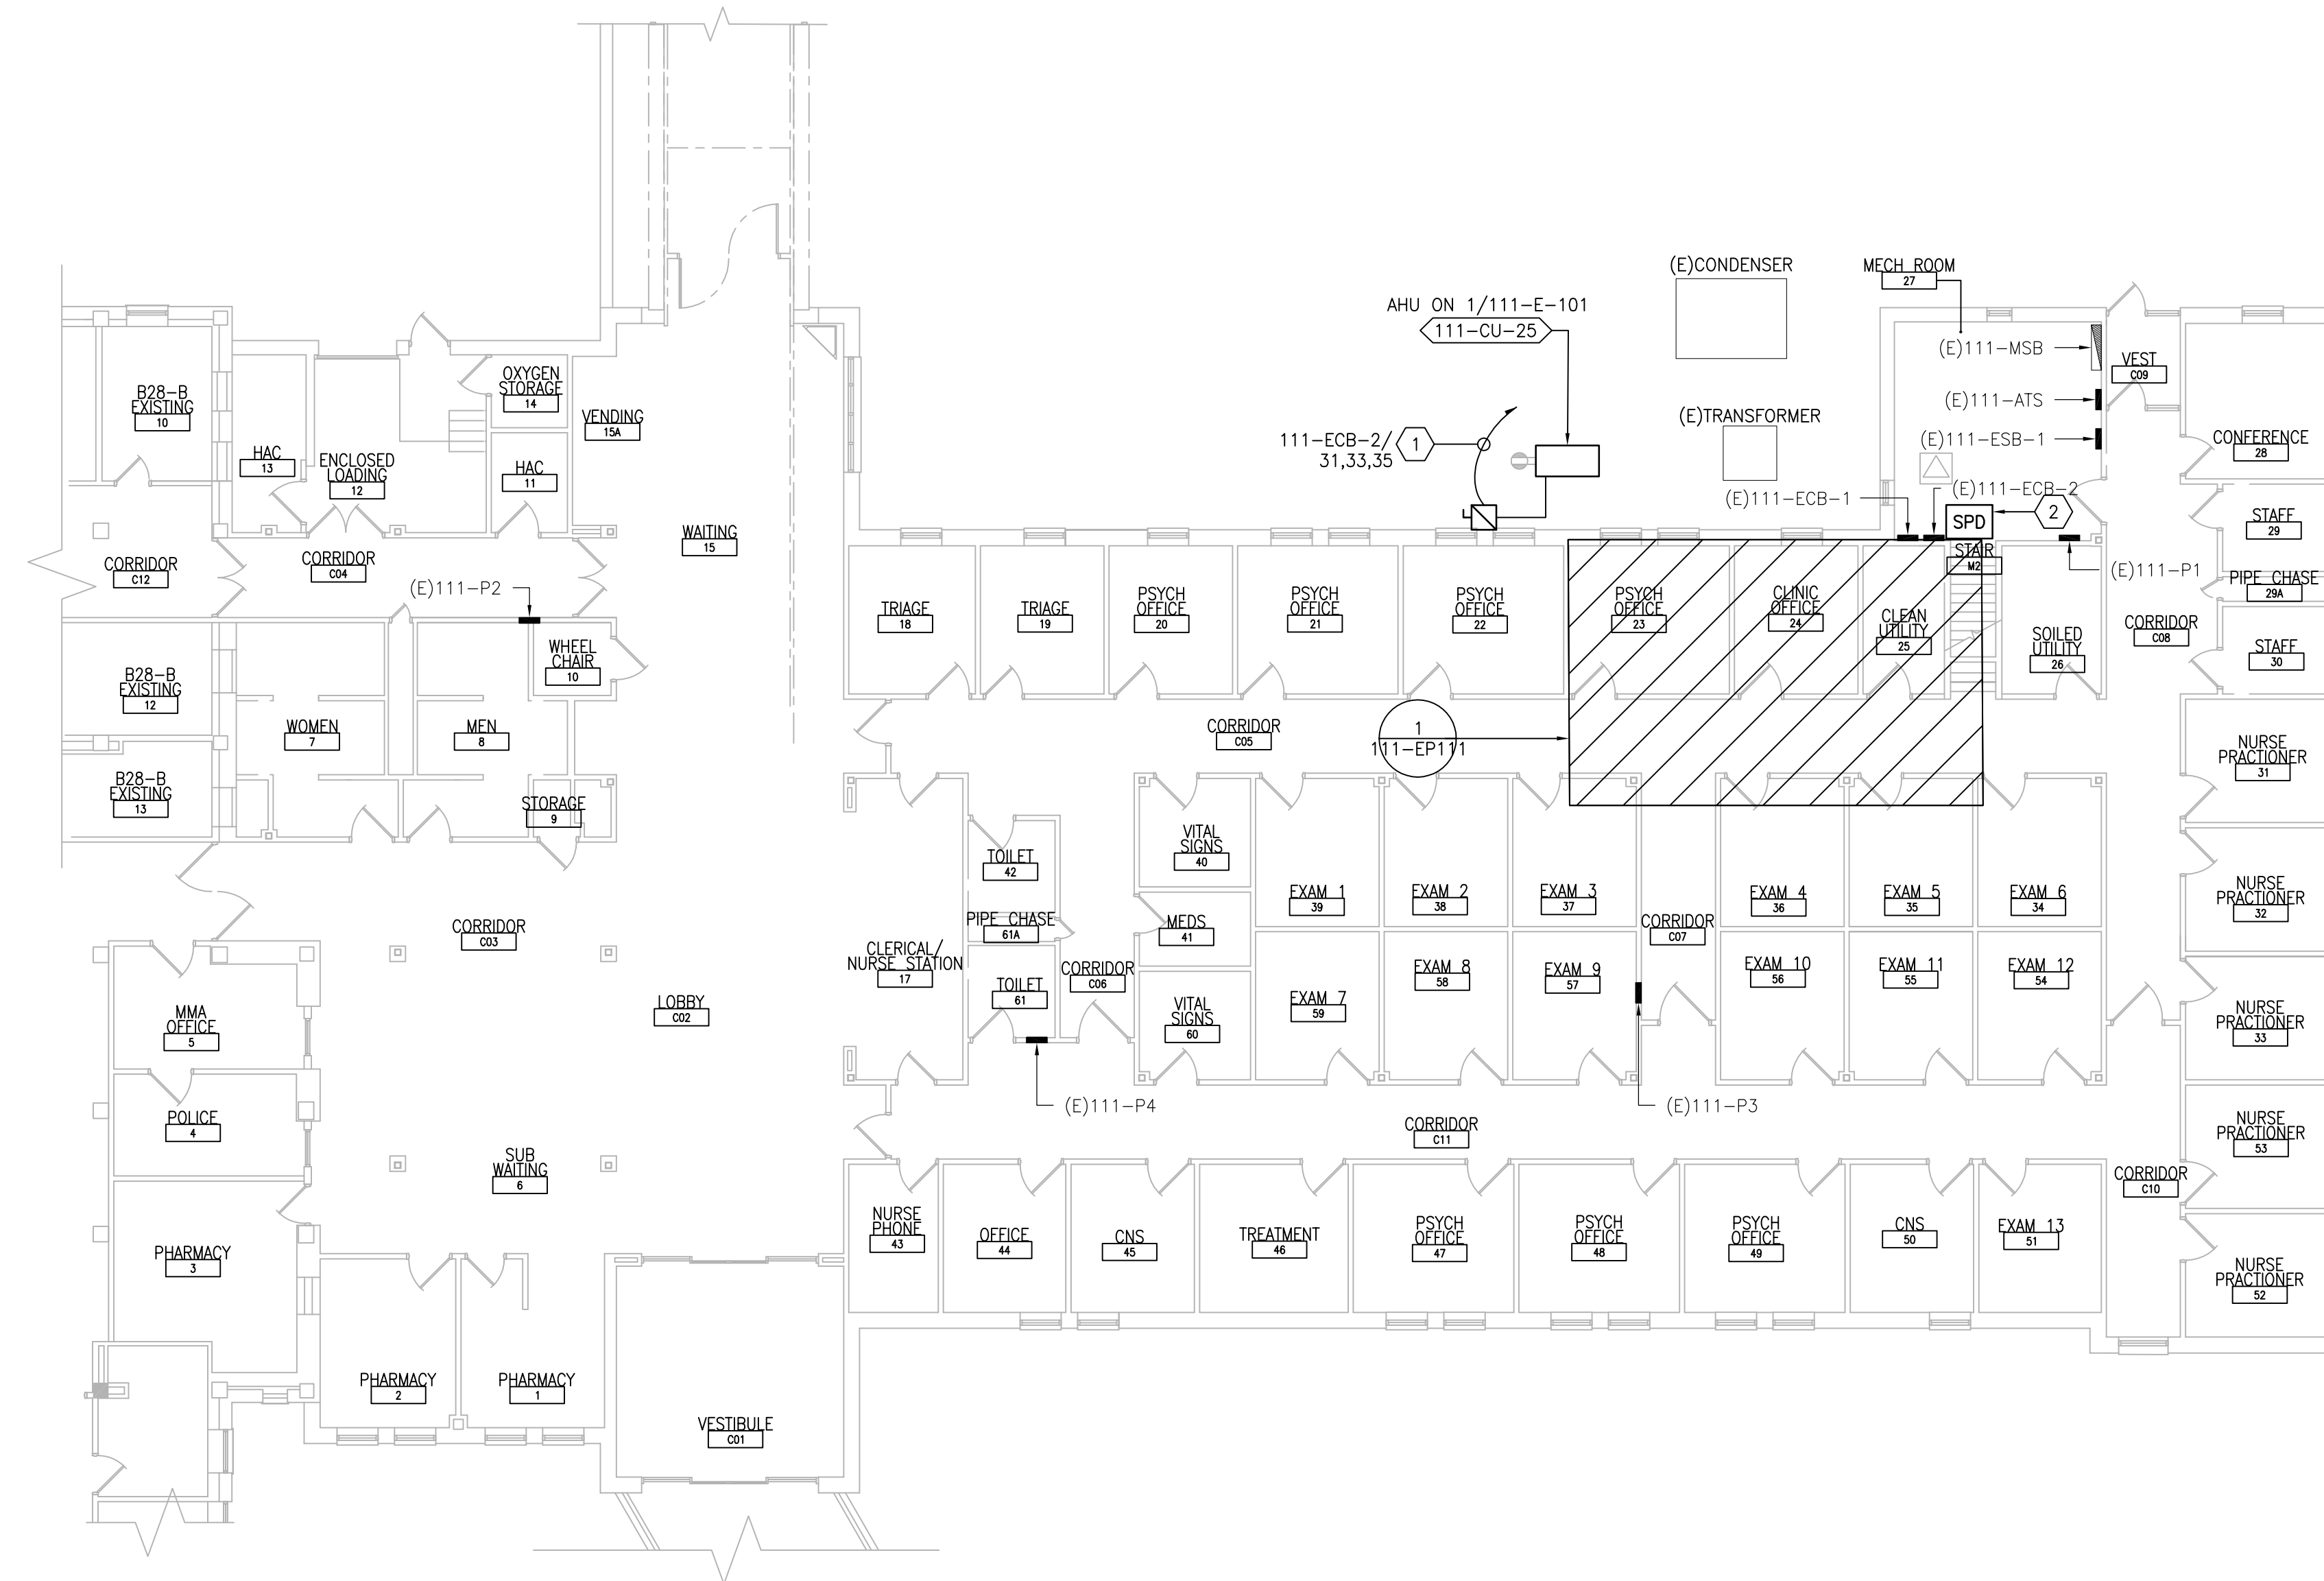 (E)CONDENSER
MECH ROOM
27
AHU ON 1/111-E-101
111-CU-25
(E)111-MSB
VEST
C09
OXYGEN
STORAGE
14
B28-B
EXISTING
10
(E)111-ATS
VENDING
15A
(E)TRANSFORMER
111-ECB-2/
31,33,35
1
(E)111-ESB-1
CONFERENCE
28
HAC
13
ENCLOSED
LOADING
12
HAC
11
(E)111-ECB-1
(E)111-ECB-2
SPD
2
STAFF
29
WAITING
15
CORRIDOR
C12
CORRIDOR
C04
STAIR
M2
(E)111-P1
PIPE CHASE
29A
(E)111-P2
TRIAGE
18
TRIAGE
19
PSYCH
OFFICE
20
PSYCH
OFFICE
21
PSYCH
OFFICE
22
PSYCH
OFFICE
23
CLINIC
OFFICE
24
CLEAN
UTILITY
25
SOILED
UTILITY
26
CORRIDOR
C08
STAFF
30
WHEEL
CHAIR
10
B28-B
EXISTING
12
WOMEN
7
MEN
8
CORRIDOR
C05
1
111-EP111
NURSE
PRACTIONER
31
B28-B
EXISTING
13
STORAGE
9
TOILET
42
VITAL
SIGNS
40
EXAM 1
39
EXAM 2
38
EXAM 3
37
EXAM 4
36
EXAM 5
35
EXAM 6
34
NURSE
PRACTIONER
32
CORRIDOR
C03
PIPE CHASE
61A
MEDS
41
CORRIDOR
C07
CLERICAL/
NURSE STATION
17
TOILET
61
CORRIDOR
C06
EXAM 7
59
EXAM 8
58
EXAM 9
57
EXAM 10
56
EXAM 11
55
EXAM 12
54
MMA
OFFICE
5
LOBBY
C02
VITAL
SIGNS
60
NURSE
PRACTIONER
33
(E)111-P4
(E)111-P3
POLICE
4
CORRIDOR
C11
NURSE
PRACTIONER
53
SUB
WAITING
6
CORRIDOR
C10
PHARMACY
3
NURSE
PHONE
43
OFFICE
44
CNS
45
TREATMENT
46
PSYCH
OFFICE
47
PSYCH
OFFICE
48
PSYCH
OFFICE
49
CNS
50
EXAM 13
51
NURSE
PRACTIONER
52
PHARMACY
2
PHARMACY
1
VESTIBULE
C01